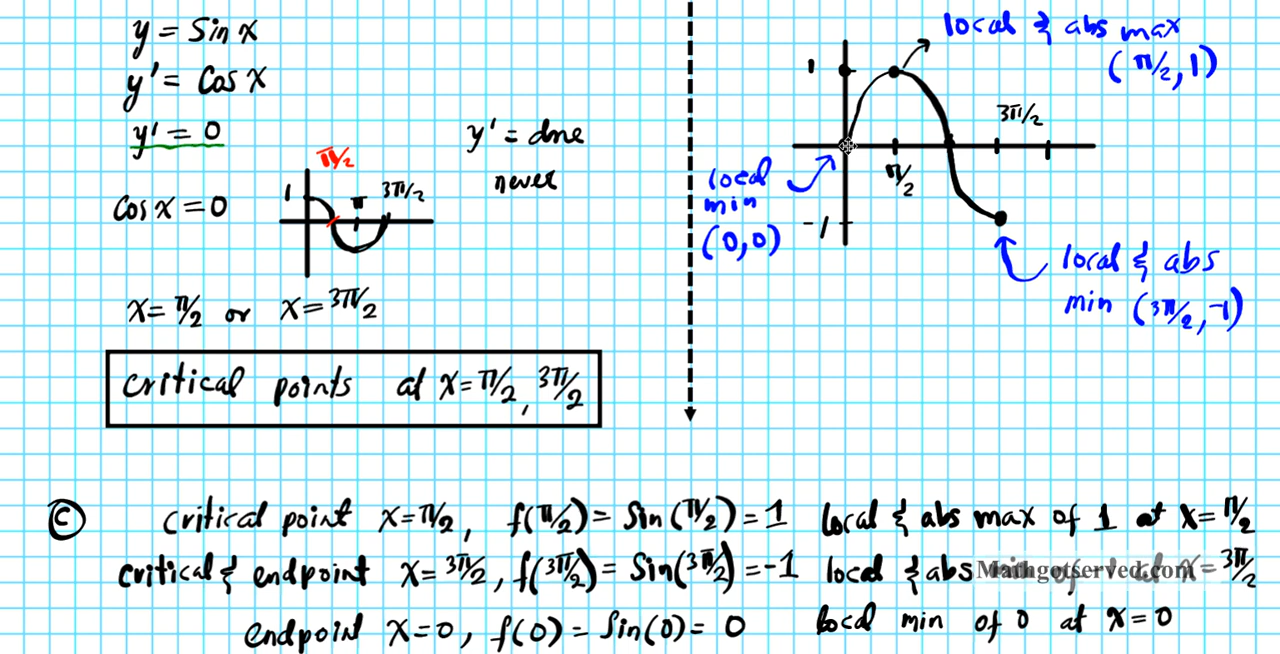 y = Sin x
y' = Cos x
y' = 0
y' = dne
never
Cos x = 0
1
π/2
π
3π/2
x = π/2 or x = 3π/2
critical points at x = π/2, 3π/2
local & abs max
(π/2, 1)
1
3π/2
π/2
-1
local
min
(0,0)
local & abs
min (3π/2, -1)
© critical point x = π/2, f(π/2) = Sin(π/2) = 1 local & abs max of 1 at x = π/2
critical & endpoint x = 3π/2, f(3π/2) = Sin(3π/2) = -1 local & abs x = 3π/2
Mathgotserved.com
endpoint x = 0, f(0) = Sin(0) = 0 local min of 0 at x = 0